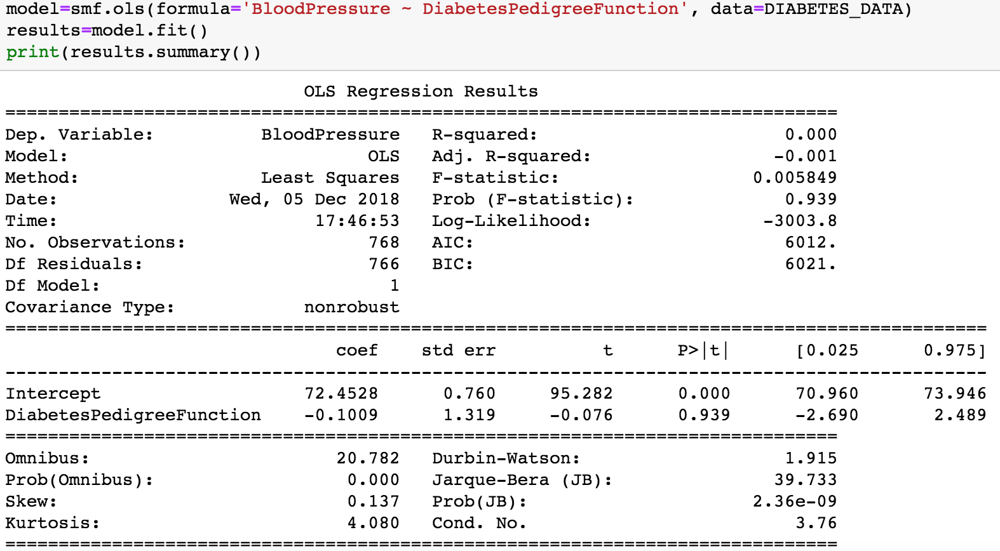 model=smf.ols(formula='BloodPressure ~ DiabetesPedigreeFunction', data=DIABETES_DATA)
results=model.fit()
print(results.summary())
OLS Regression Results
==============================================================================
Dep. Variable: BloodPressure R-squared: 0.000
Model: OLS Adj. R-squared: -0.001
Method: Least Squares F-statistic: 0.005849
Date: Wed, 05 Dec 2018 Prob (F-statistic): 0.939
Time: 17:46:53 Log-Likelihood: -3003.8
No. Observations: 768 AIC: 6012.
Df Residuals: 766 BIC: 6021.
Df Model: 1
Covariance Type: nonrobust
============================================================================================
coef std err t P>|t| [0.025 0.975]
--------------------------------------------------------------------------------------------
Intercept 72.4528 0.760 95.282 0.000 70.960 73.946
DiabetesPedigreeFunction -0.1009 1.319 -0.076 0.939 -2.690 2.489
==============================================================================
Omnibus: 20.782 Durbin-Watson: 1.915
Prob(Omnibus): 0.000 Jarque-Bera (JB): 39.733
Skew: 0.137 Prob(JB): 2.36e-09
Kurtosis: 4.080 Cond. No. 3.76
==============================================================================